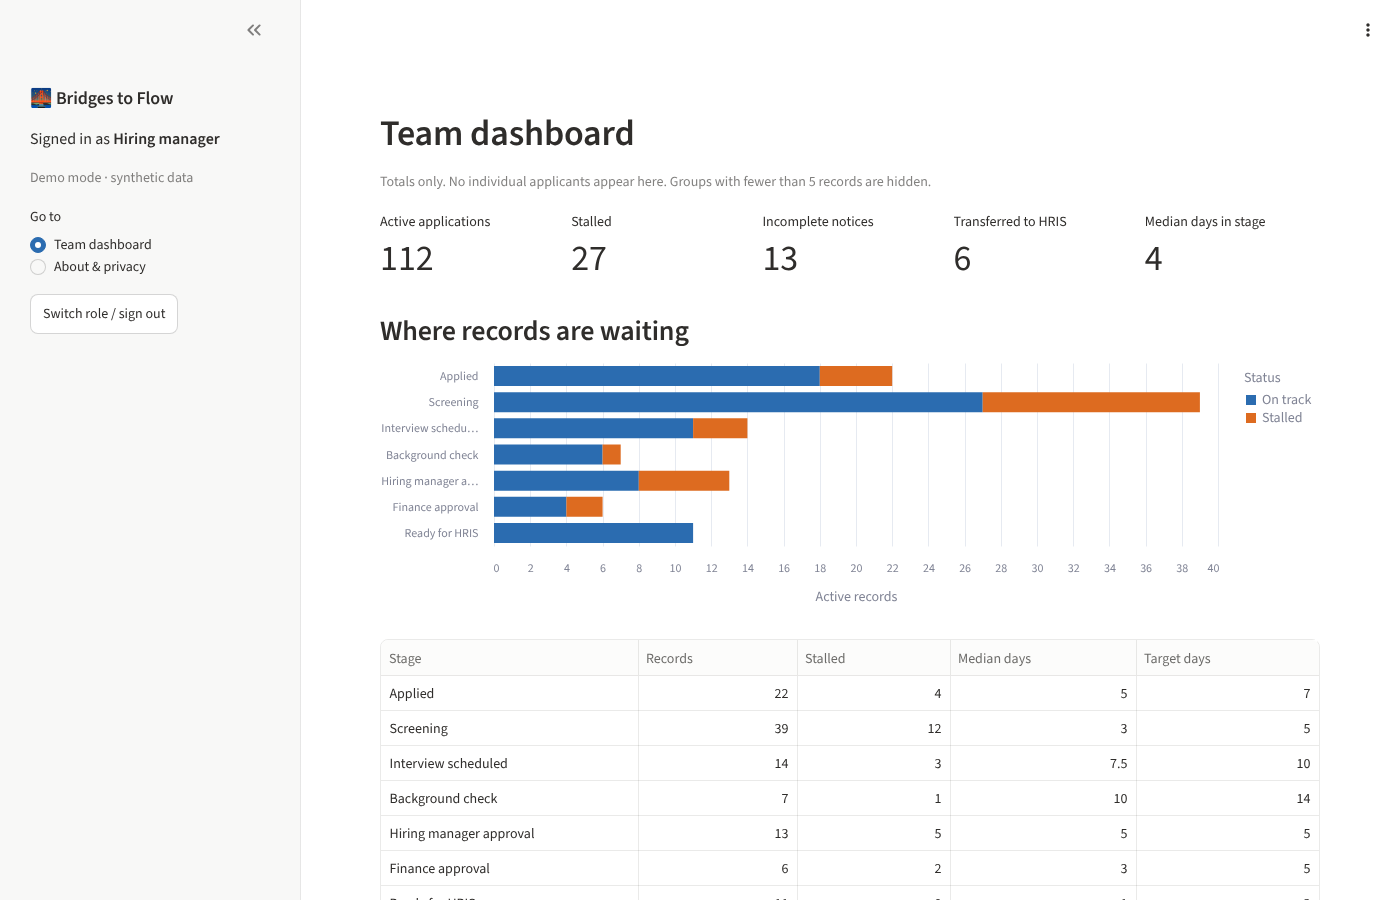 Bridges to Flow
Signed in as Hiring manager
Demo mode · synthetic data
Go to
Team dashboard
About & privacy
Switch role / sign out
Team dashboard
Totals only. No individual applicants appear here. Groups with fewer than 5 records are hidden.
Active applications
112
Stalled
27
Incomplete notices
13
Transferred to HRIS
6
Median days in stage
4
Where records are waiting
Applied
Screening
Interview schedu…
Background check
Hiring manager a…
Finance approval
Ready for HRIS
0 2 4 6 8 10 12 14 16 18 20 22 24 26 28 30 32 34 36 38 40
Active records
Status
On track
Stalled
Stage Records Stalled Median days Target days
Applied 22 4 5 7
Screening 39 12 3 5
Interview scheduled 14 3 7.5 10
Background check 7 1 10 14
Hiring manager approval 13 5 5 5
Finance approval 6 2 3 5